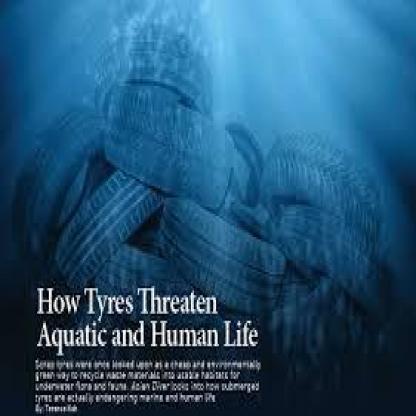 How Tyres Threaten
Aquatic and Human Life
Scrap tyres were once looked upon as a cheap and environmentally
green way to recycle waste materials into usable habitats for
underwater flora and fauna. Asian Diver looks into how submerged
tyres are actually endangering marine and human life
By